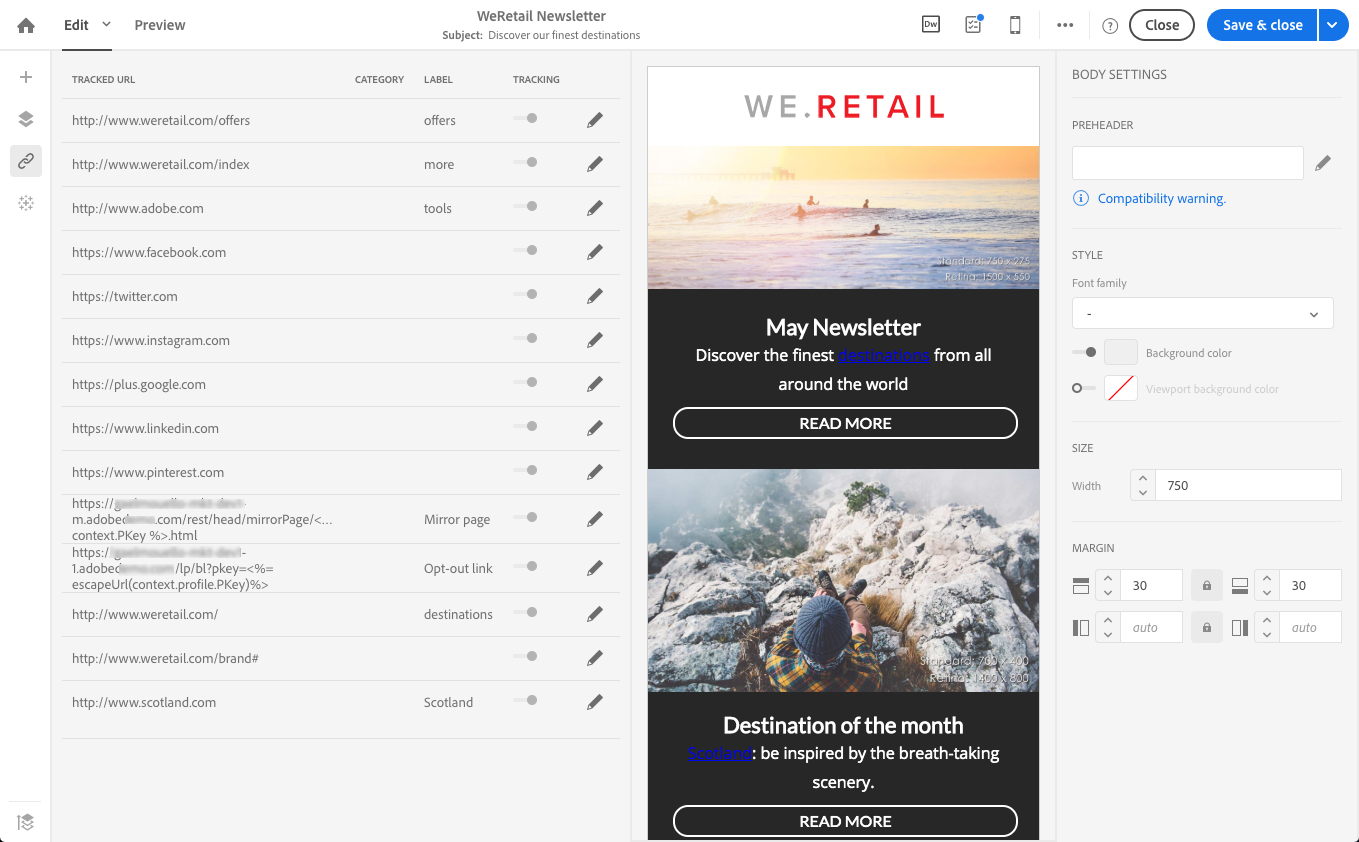 Edit
Preview
WeRetail Newsletter
Subject: Discover our finest destinations
Dw
Close
Save & close
TRACKED URL CATEGORY LABEL TRACKING
http://www.weretail.com/offers offers
http://www.weretail.com/index more
http://www.adobe.com tools
https://www.facebook.com
https://twitter.com
https://www.instagram.com
https://plus.google.com
https://www.linkedin.com
https://www.pinterest.com
https://
m.adobe .com/rest/head/mirrorPage/<... Mirror page
context.PKey %>.html
https:/ -
1.adobe /lp/bl?pkey=<%= Opt-out link
escapeUrl(context.profile.PKey)%>
http://www.weretail.com/ destinations
http://www.weretail.com/brand#
http://www.scotland.com Scotland
WE.RETAIL
Standard: 750 x 275
Retina: 1500 x 550
May Newsletter
Discover the finest destinations from all
around the world
READ MORE
Standard: 700 x 400
Retina: 1400 x 800
Destination of the month
Scotland: be inspired by the breath-taking
scenery.
READ MORE
BODY SETTINGS
PREHEADER
Compatibility warning.
STYLE
Font family
-
Background color
Viewport background color
SIZE
Width 750
MARGIN
30 30
auto auto